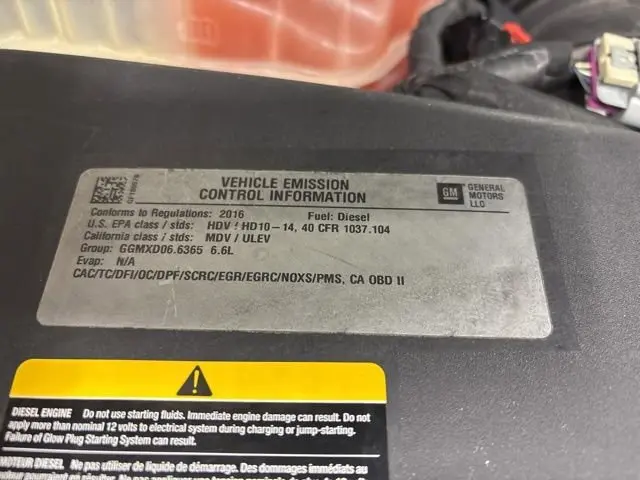 VEHICLE EMISSION
CONTROL INFORMATION
GM GENERAL
MOTORS
LLC
Conforms to Regulations: 2016 Fuel: Diesel
U.S. EPA class / stds: HDV / HD10-14, 40 CFR 1037.104
California class / stds: MDV / ULEV
Group: GGMXD06.6365 6.6L
Evap: N/A
CAC/TC/DFI/OC/DPF/SCRC/EGR/EGRC/NOXS/PMS, CA OBD II
DIESEL ENGINE Do not use starting fluids. Immediate engine damage can result. Do not
apply more than nominal 12 volts to electrical system during charging or jump-starting.
Failure of Glow Plug Starting System can result.
MOTEUR DIESEL Ne pas utiliser de liquide de démarrage. Des dommages immédiats au